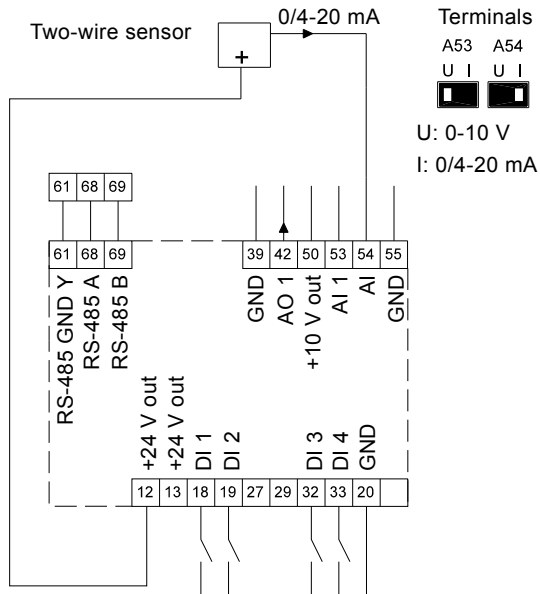 Two-wire sensor
+
0/4-20 mA
Terminals
A53 A54
U I U I
U: 0-10 V
I: 0/4-20 mA
61 68 69
61 68 69
RS-485 GND Y
RS-485 A
RS-485 B
39 42 50 53 54 55
GND
AO 1
+10 V out
AI 1
AI
GND
+24 V out
+24 V out
DI 1
DI 2
DI 3
DI 4
GND
12 13 18 19 27 29 32 33 20